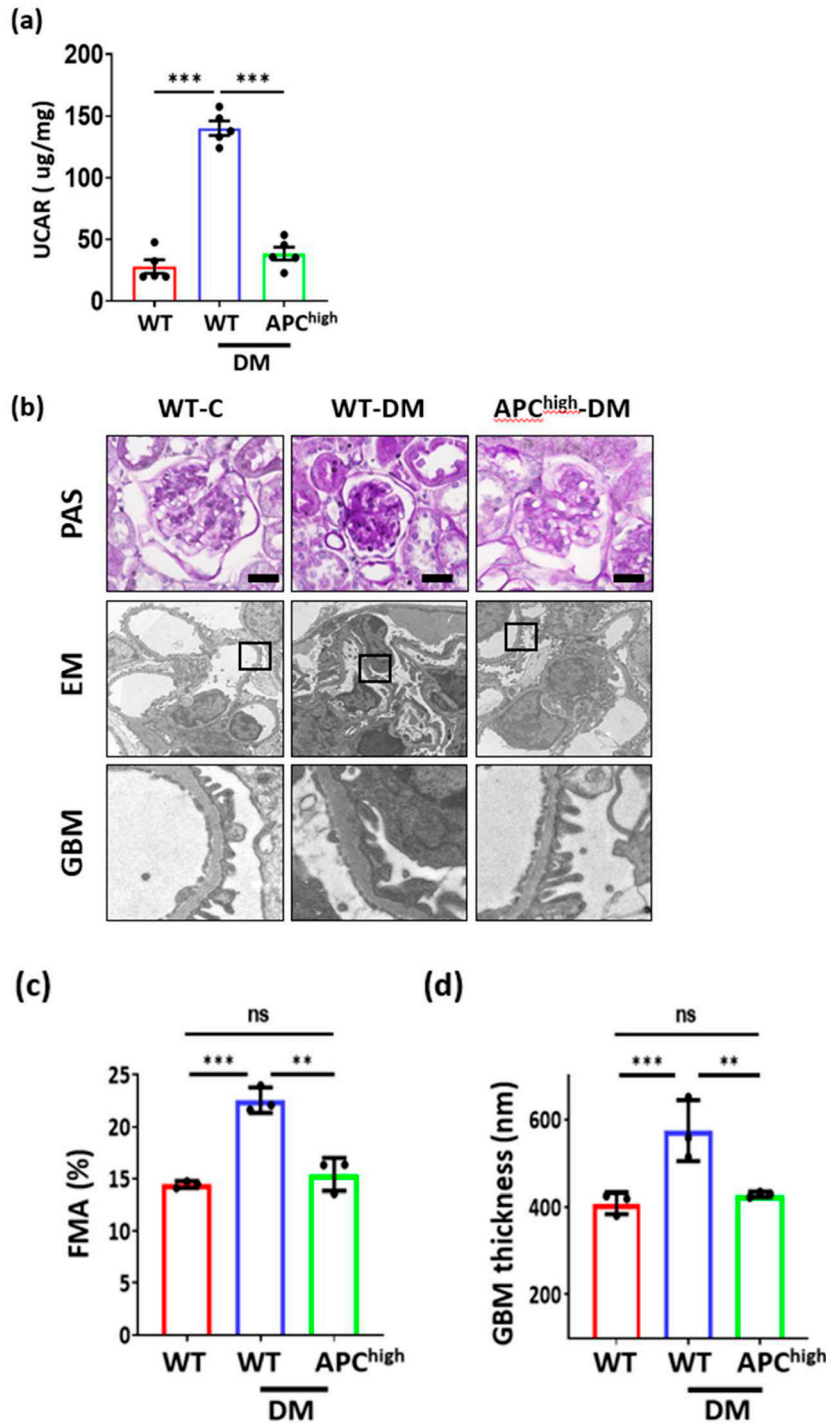 (a)
200
150
100
50
0
UCAR ( ug/mg)
*** ***
WT WT APChigh
DM
(b)
WT-C WT-DM APChigh-DM
PAS
EM
GBM
(c)
ns
*** **
25
20
15
10
5
0
FMA (%)
WT WT APChigh
DM
(d)
ns
*** **
600
400
200
GBM thickness (nm)
WT WT APChigh
DM